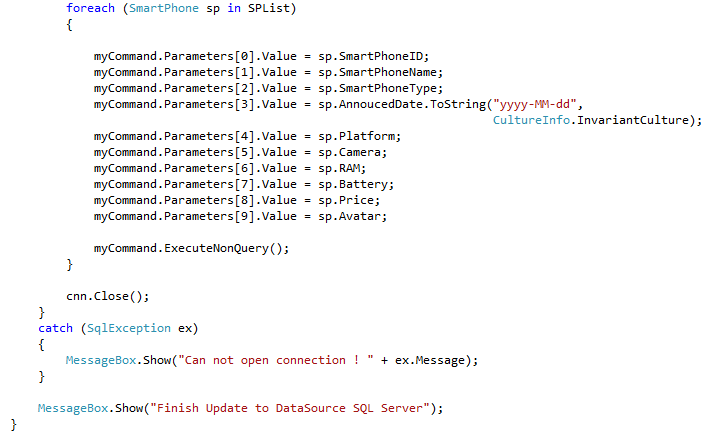 foreach (SmartPhone sp in SPList)
{
myCommand.Parameters[0].Value = sp.SmartPhoneID;
myCommand.Parameters[1].Value = sp.SmartPhoneName;
myCommand.Parameters[2].Value = sp.SmartPhoneType;
myCommand.Parameters[3].Value = sp.AnnoucedDate.ToString("yyyy-MM-dd",
CultureInfo.InvariantCulture);
myCommand.Parameters[4].Value = sp.Platform;
myCommand.Parameters[5].Value = sp.Camera;
myCommand.Parameters[6].Value = sp.RAM;
myCommand.Parameters[7].Value = sp.Battery;
myCommand.Parameters[8].Value = sp.Price;
myCommand.Parameters[9].Value = sp.Avatar;
myCommand.ExecuteNonQuery();
}
cnn.Close();
}
catch (SqlException ex)
{
MessageBox.Show("Can not open connection ! " + ex.Message);
}
MessageBox.Show("Finish Update to DataSource SQL Server");
}